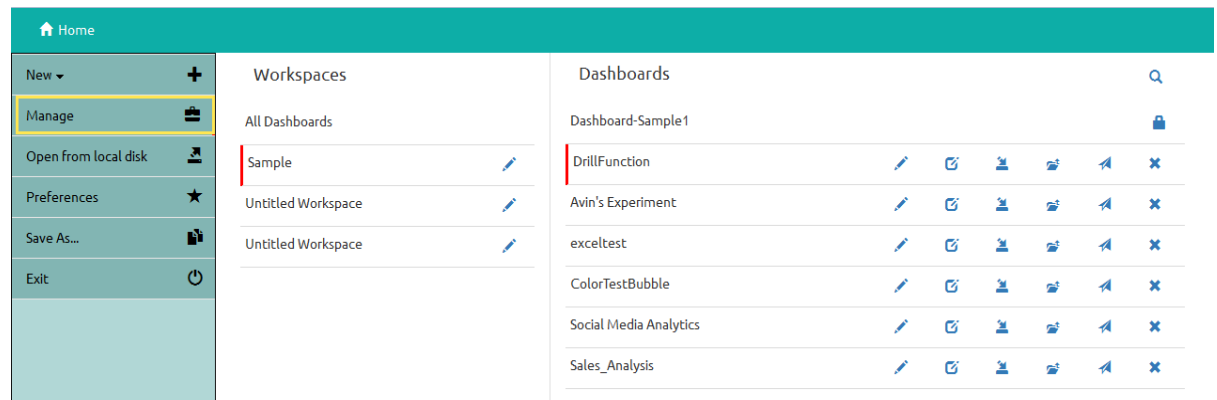 Home
New
Manage
Open from local disk
Preferences
Save As...
Exit
Workspaces
All Dashboards
Sample
Untitled Workspace
Untitled Workspace
Dashboards
Dashboard-Sample1
DrillFunction
Avin's Experiment
exceltest
ColorTestBubble
Social Media Analytics
Sales_Analysis